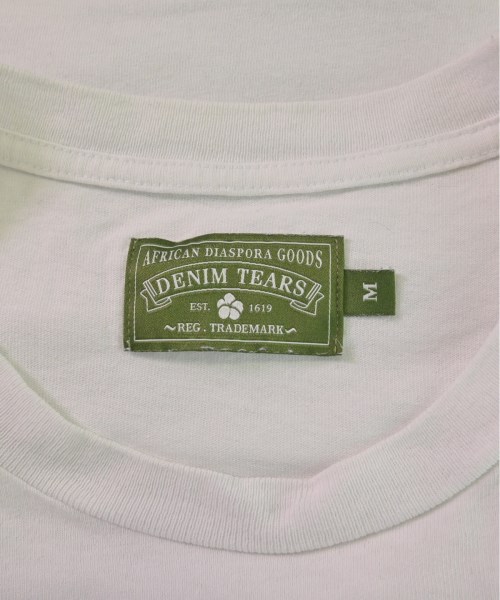 AFRICAN DIASPORA GOODS
DENIM TEARS
EST. 1619
~REG. TRADEMARK~
M